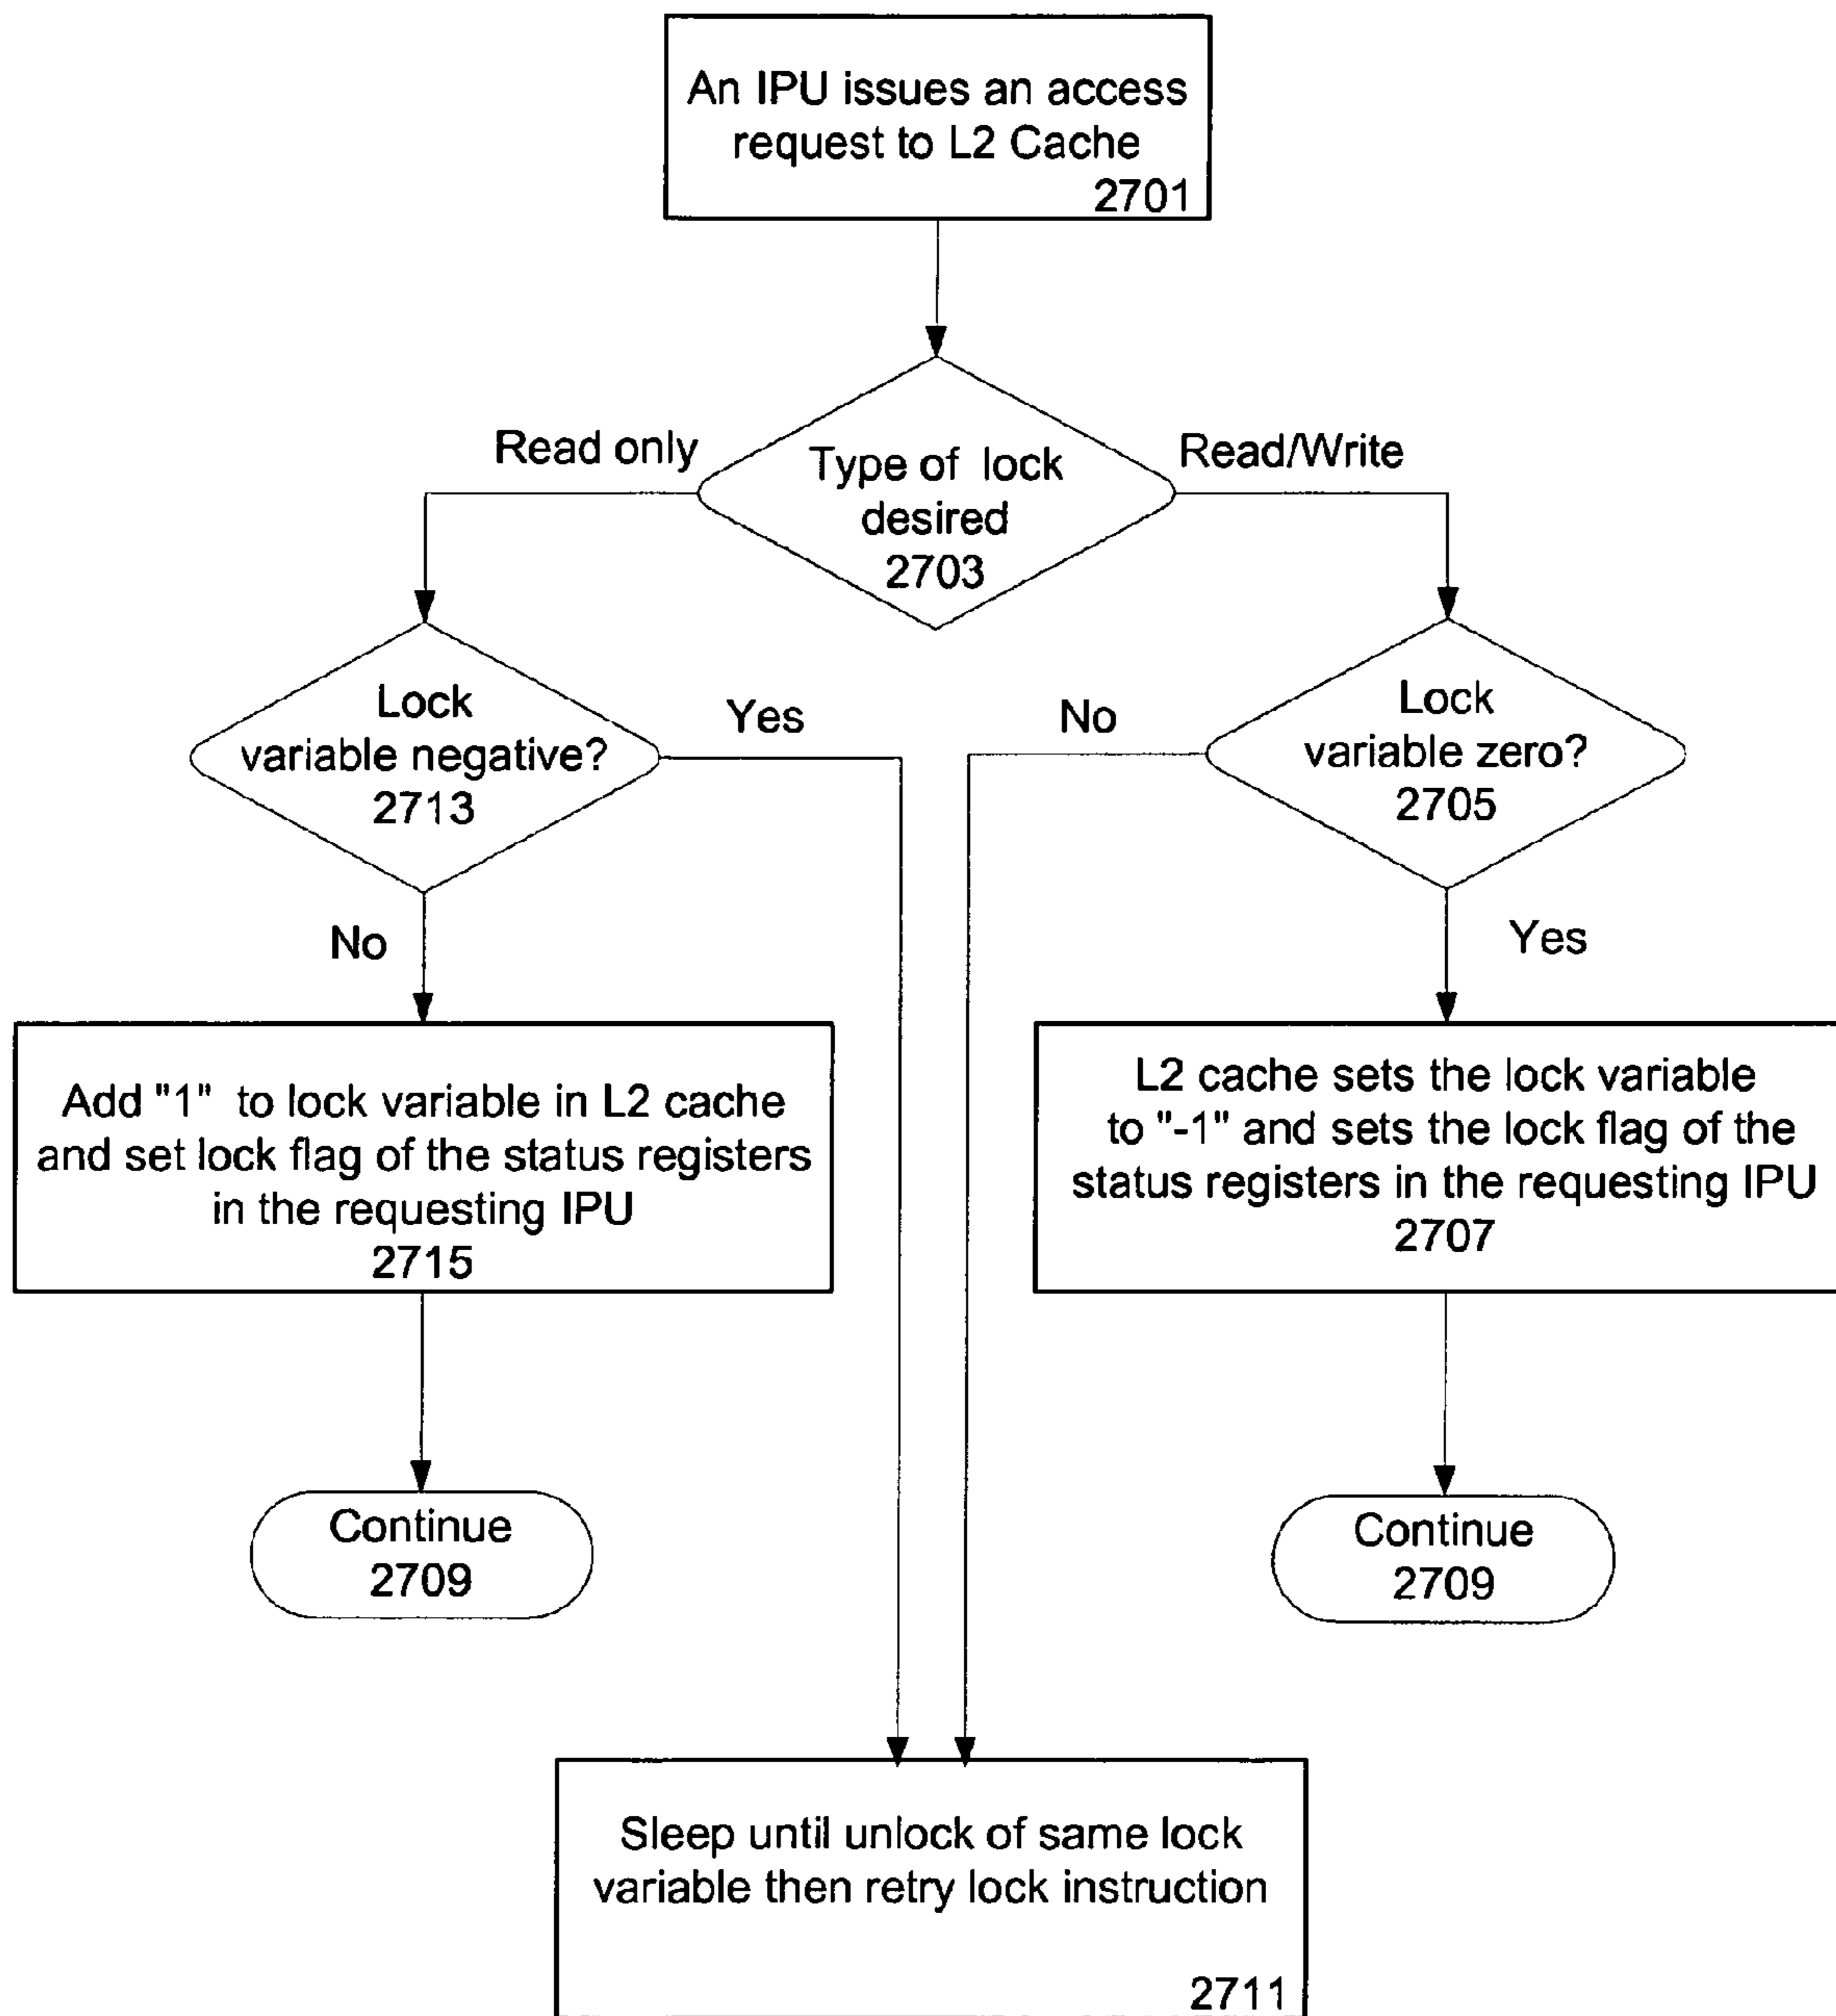 An IPU issues an access
request to L2 Cache
2701
Read only
Type of lock
desired
2703
Read/Write
Lock
variable negative?
2713
Yes
No
Lock
variable zero?
2705
No
Yes
Add "1" to lock variable in L2 cache
and set lock flag of the status registers
in the requesting IPU
2715
L2 cache sets the lock variable
to "-1" and sets the lock flag of the
status registers in the requesting IPU
2707
Continue
2709
Continue
2709
Sleep until unlock of same lock
variable then retry lock instruction
2711